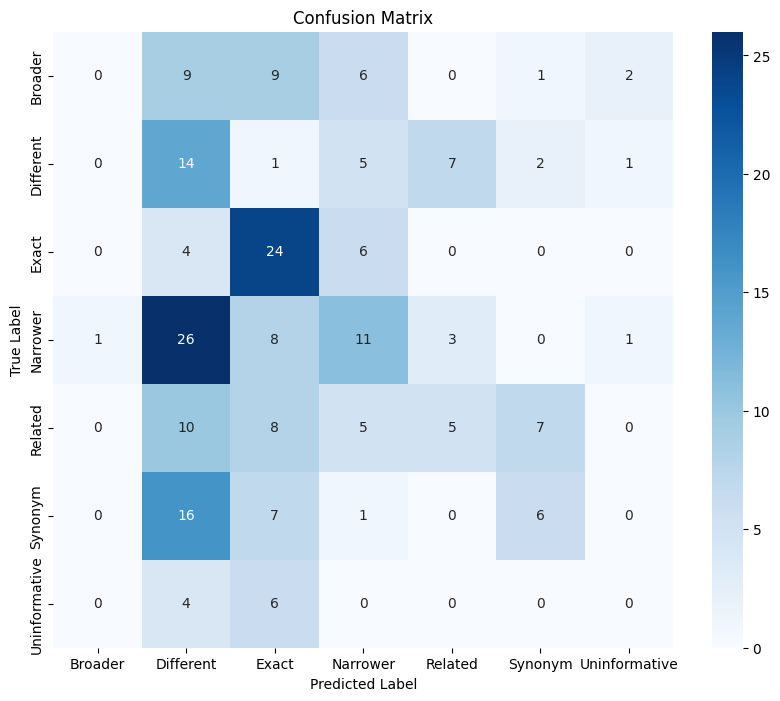 Confusion Matrix
True Label
Broader 0 9 9 6 0 1 2
Different 0 14 1 5 7 2 1
Exact 0 4 24 6 0 0 0
Narrower 1 26 8 11 3 0 1
Related 0 10 8 5 5 7 0
Synonym 0 16 7 1 0 6 0
Uninformative 0 4 6 0 0 0 0
Broader Different Exact Narrower Related Synonym Uninformative
Predicted Label
25
20
15
10
5
0